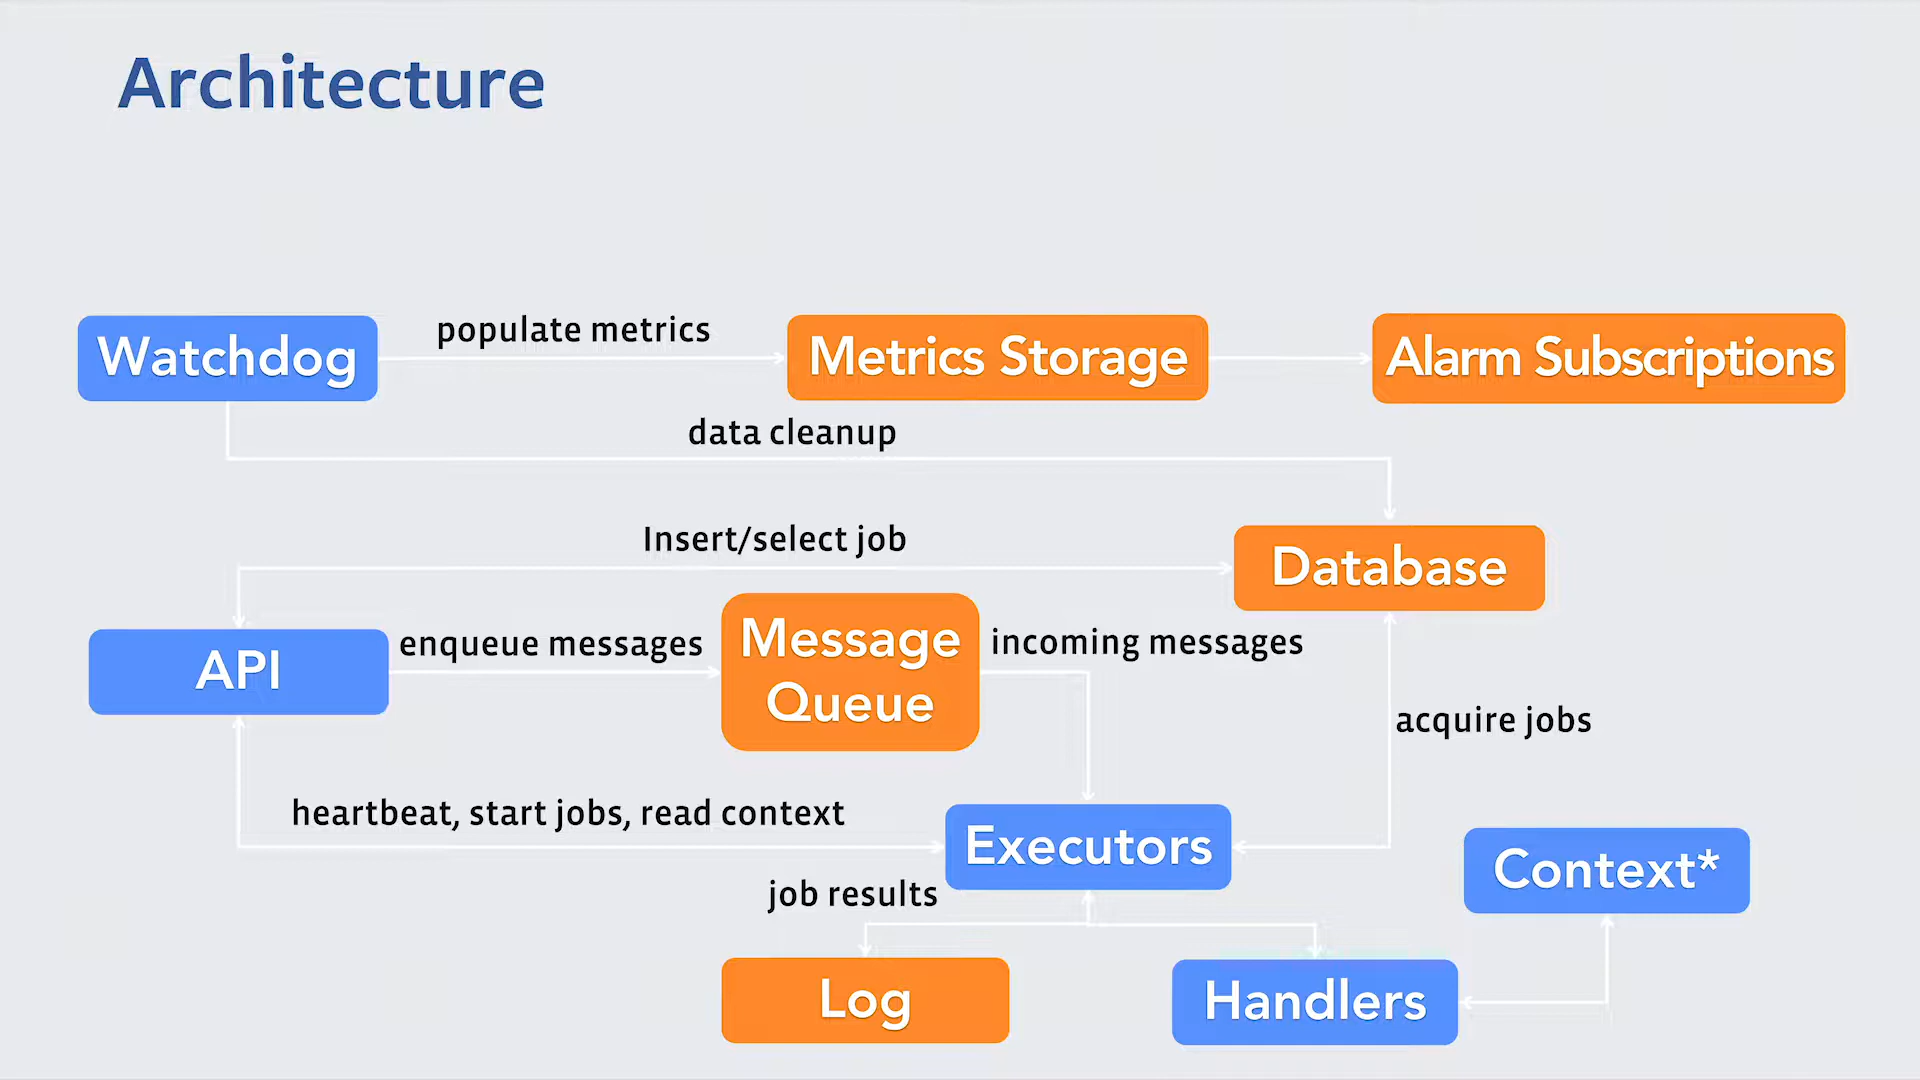 Architecture
Watchdog
populate metrics
Metrics Storage
Alarm Subscriptions
data cleanup
Insert/select job
Database
API
enqueue messages
Message
Queue
incoming messages
acquire jobs
heartbeat, start jobs, read context
Executors
Context*
job results
Log
Handlers